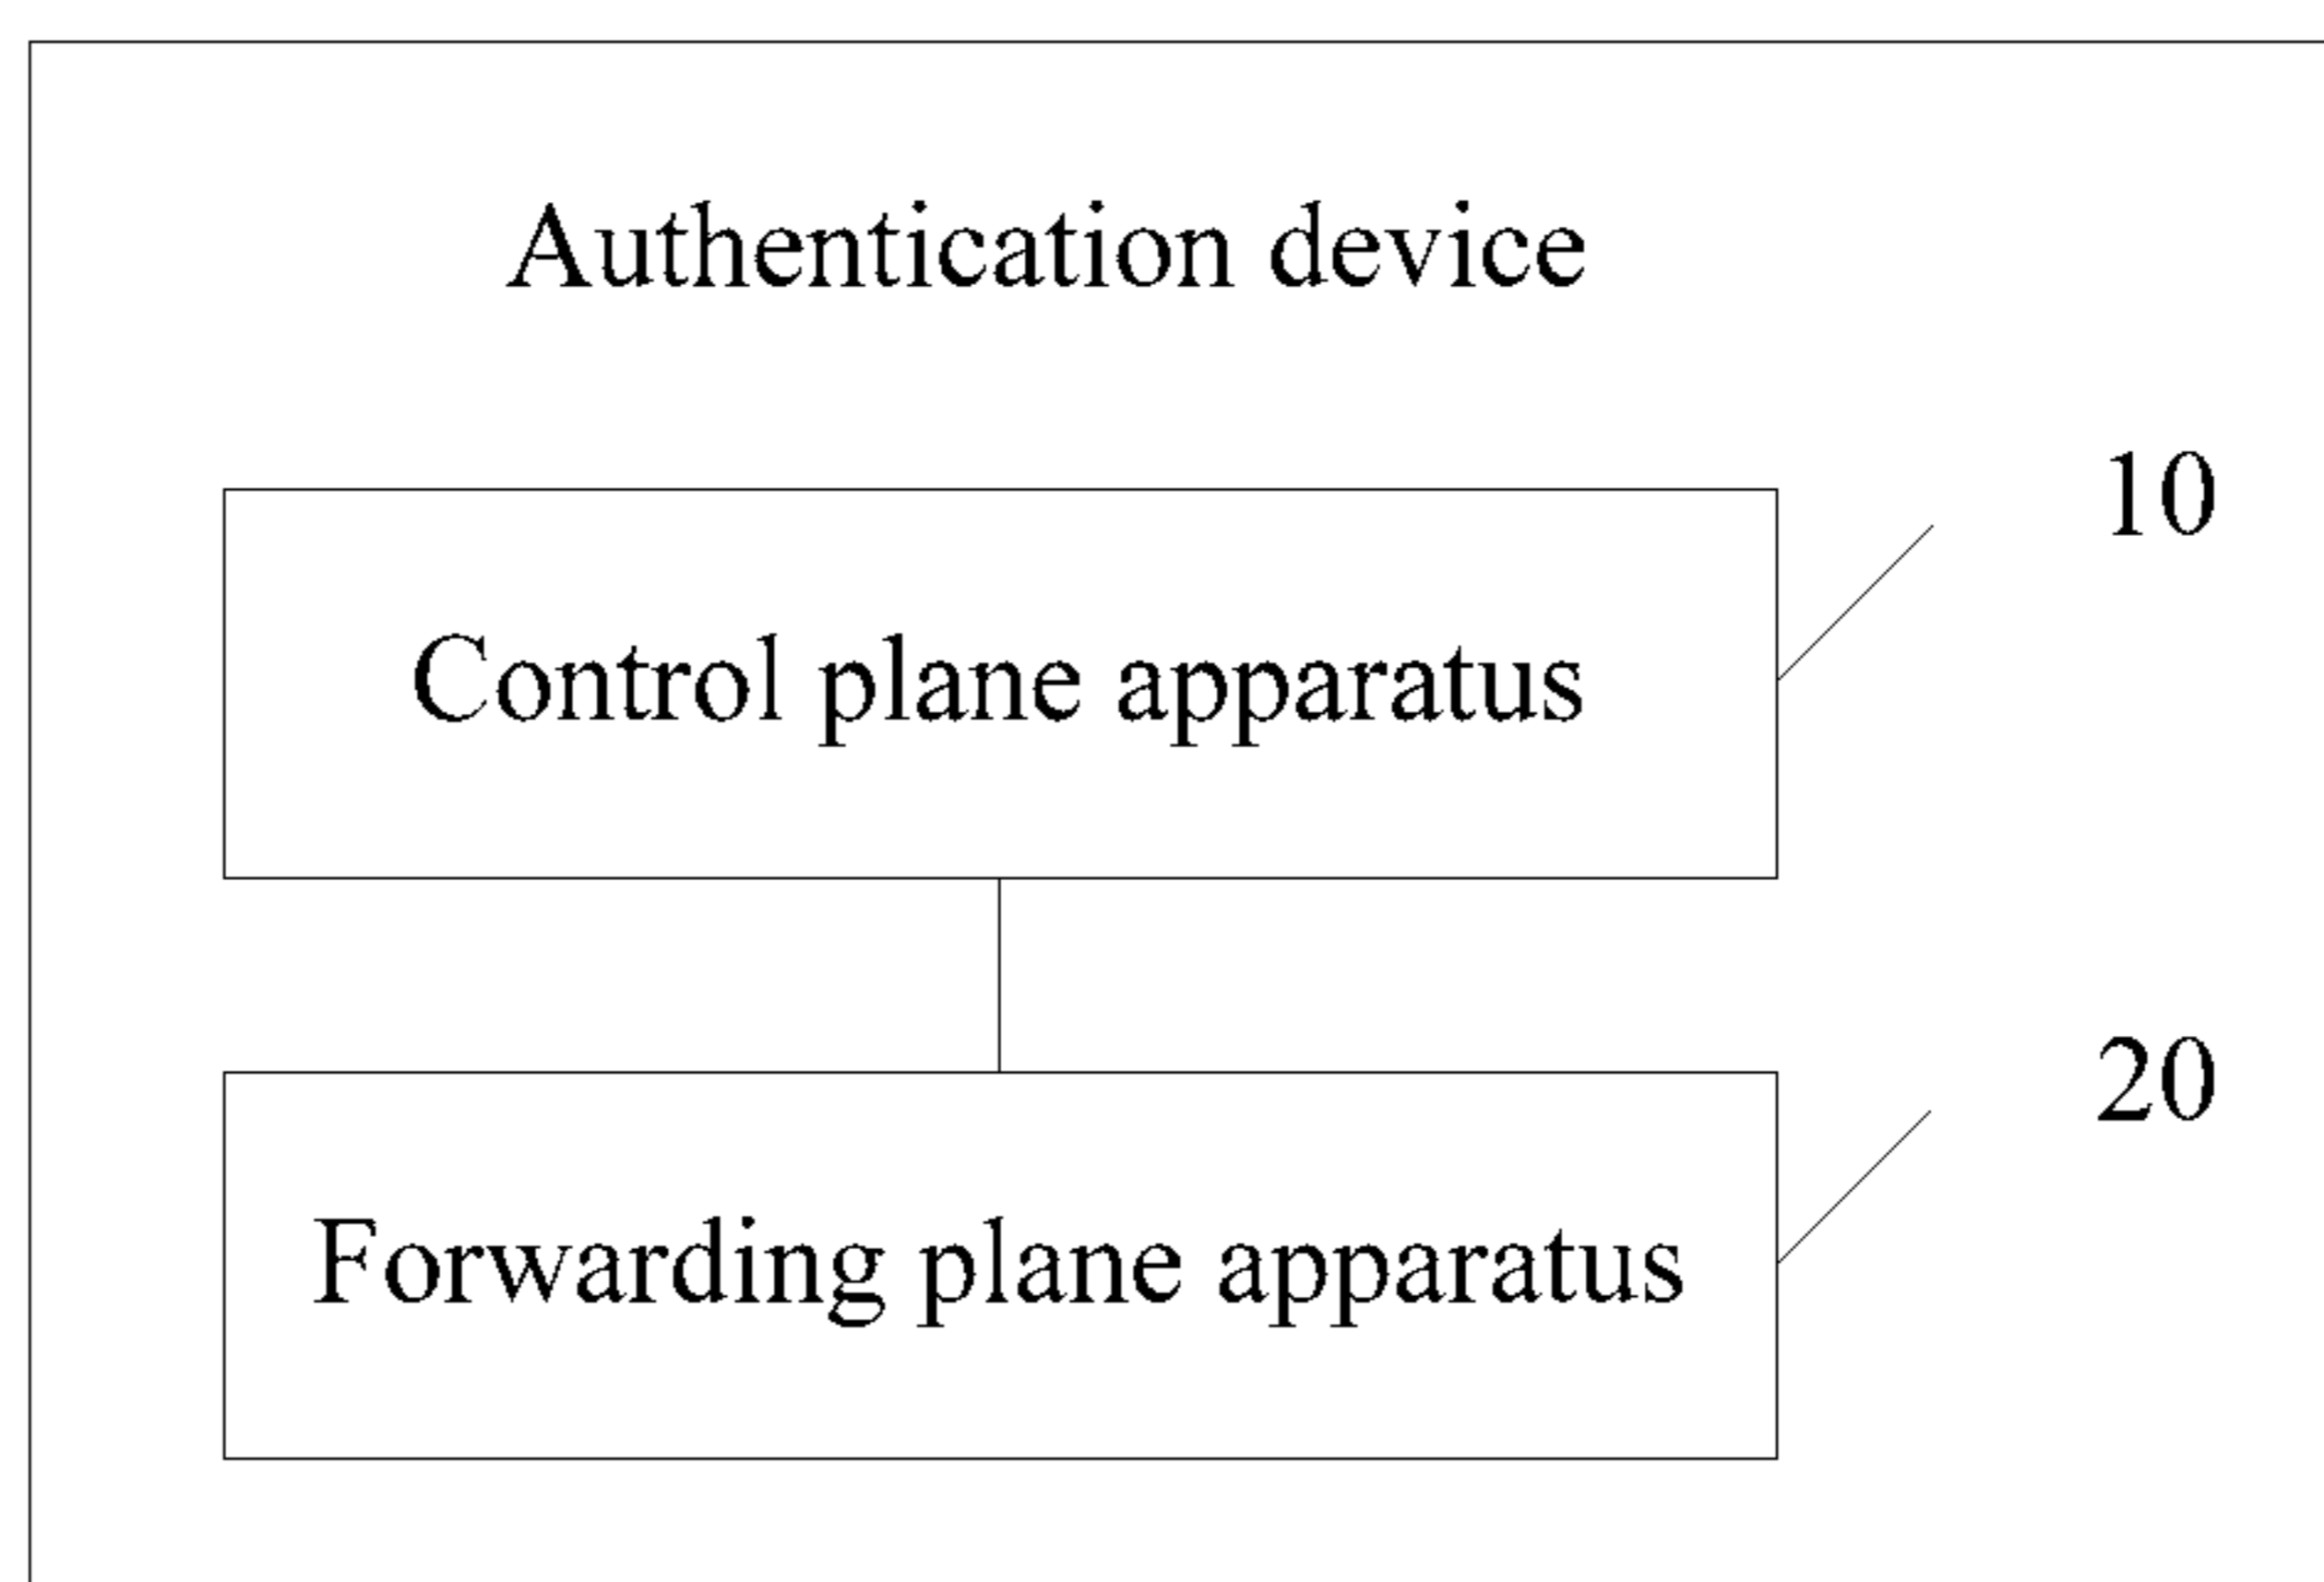 Authentication device
10
Control plane apparatus
20
Forwarding plane apparatus